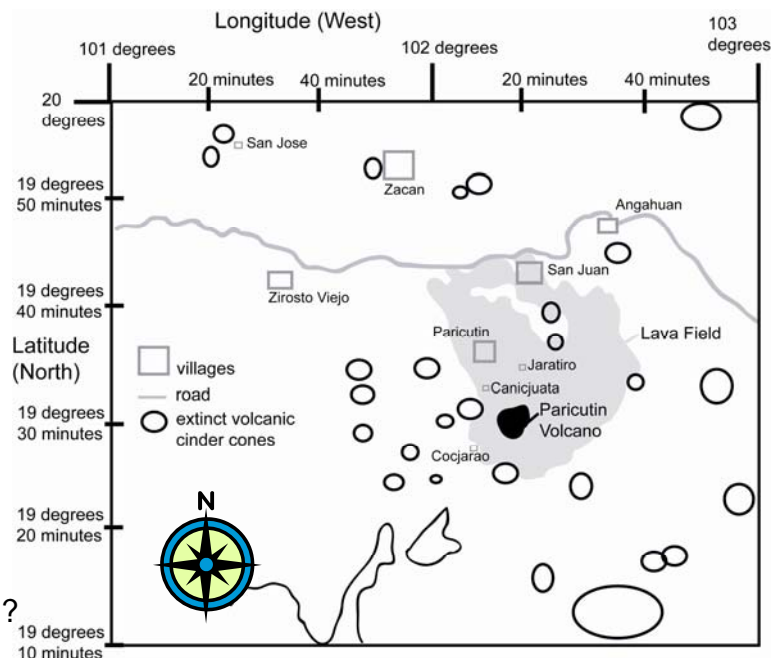 Longitude (West)
101 degrees
102 degrees
103
degrees
20 minutes
40 minutes
20 minutes
40 minutes
20
degrees
San Jose
Zacan
19 degrees
50 minutes
Angahuan
San Juan
Zirosto Viejo
19 degrees
40 minutes
Latitude
(North)
Paricutin
Lava Field
villages
Jaratiro
road
Canicjuata
extinct volcanic
cinder cones
19 degrees
30 minutes
Paricutin
Volcano
Cocjarao
N
19 degrees
20 minutes
?
19 degrees
10 minutes